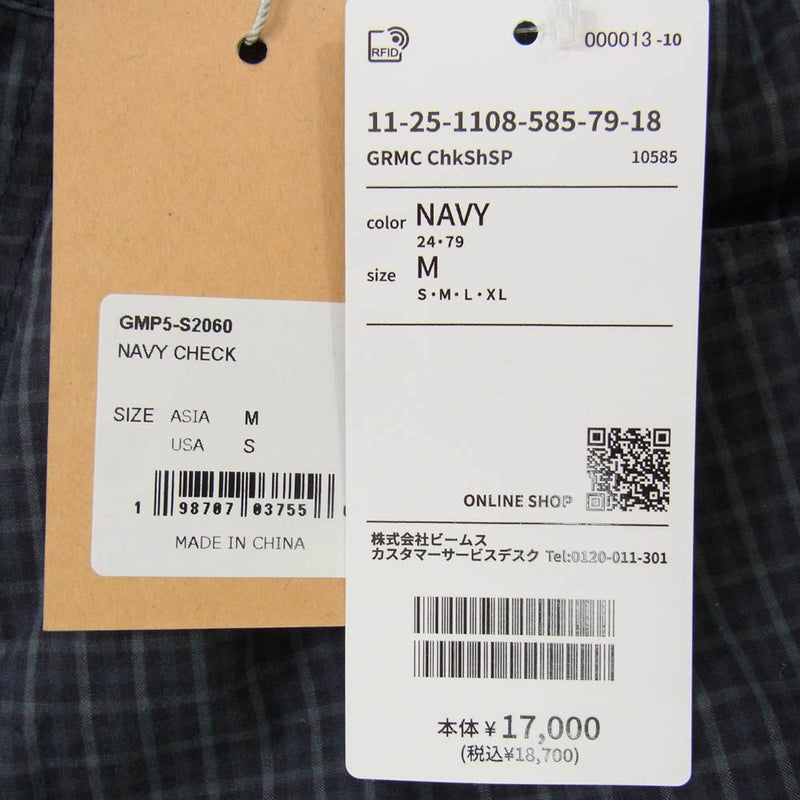 GMP5-S2060
NAVY CHECK
SIZE ASIA M
USA S
1 98707 03755
MADE IN CHINA
RFID
000013 -10
11-25-1108-585-79-18
GRMC ChkShSP 10585
color NAVY
24・79
size M
S・M・L・XL
ONLINE SHOP
株式会社ビームス
カスタマーサービスデスク Tel:0120-011-301
本体¥17,000
(税込¥18,700)